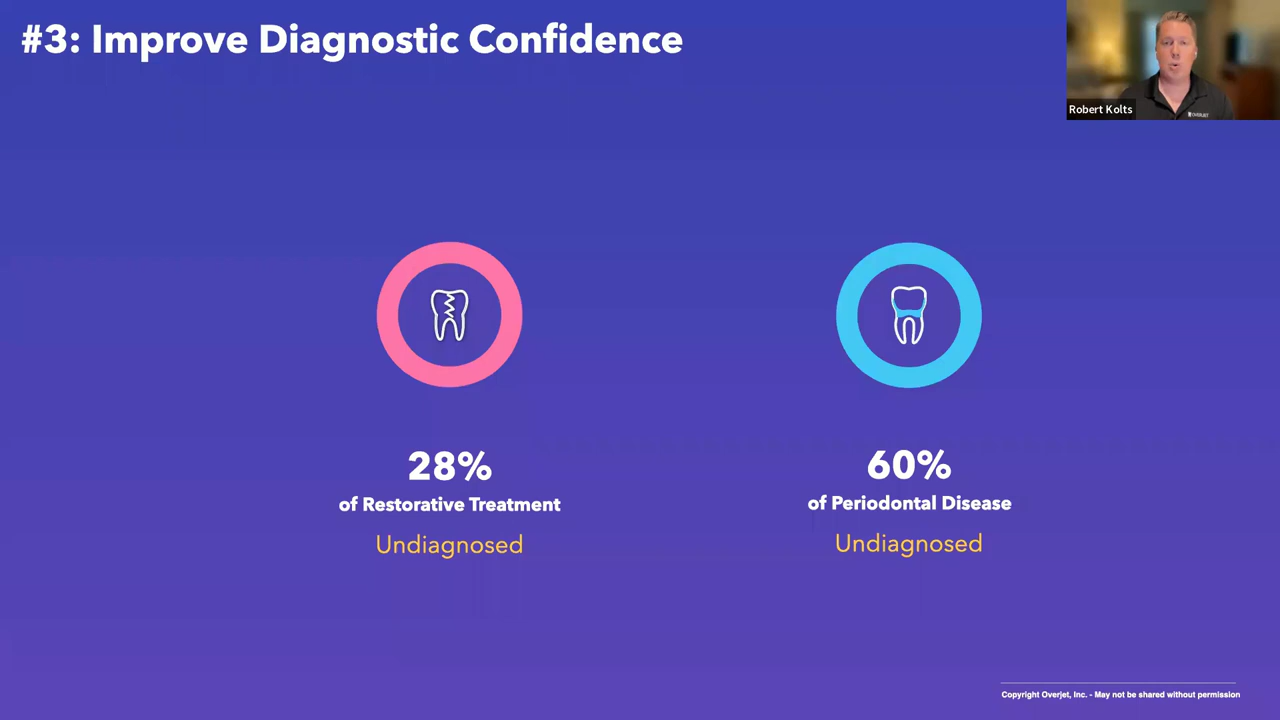 #3: Improve Diagnostic Confidence
Robert Kolts
OVERJET
28%
of Restorative Treatment
Undiagnosed
60%
of Periodontal Disease
Undiagnosed
Copyright Overjet, Inc. - May not be shared without permission